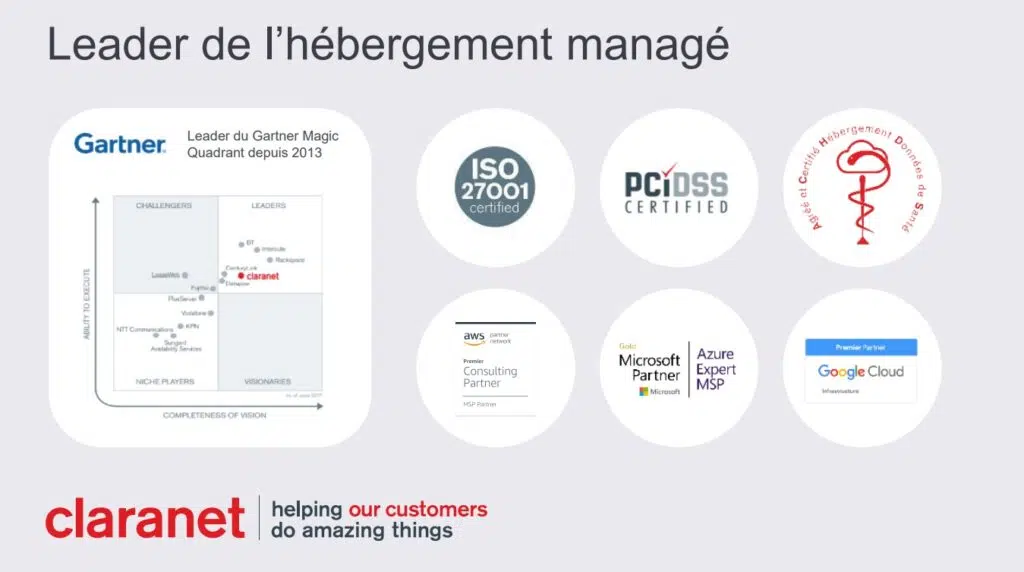 Leader de l’hébergement managé
Gartner
Leader du Gartner Magic
Quadrant depuis 2013
CHALLENGERS
LEADERS
BT
Interoute
Rackspace
CenturyLink
claranet
Datapipe
LeaseWeb
Fujitsu
PlusServer
Vodafone
KPN
NTT Communications
Sungard
Availability Services
NICHE PLAYERS
VISIONARIES
ABILITY TO EXECUTE
COMPLETENESS OF VISION
As of June 2017
ISO
27001
certified
PCI DSS
CERTIFIED
Agréé et Certifié Hébergement Données de Santé
aws partner
network
Premier
Consulting
Partner
MSP Partner
Gold
Microsoft
Partner
Microsoft
Azure
Expert
MSP
Premier Partner
Google Cloud
Infrastructure
claranet
helping our customers
do amazing things